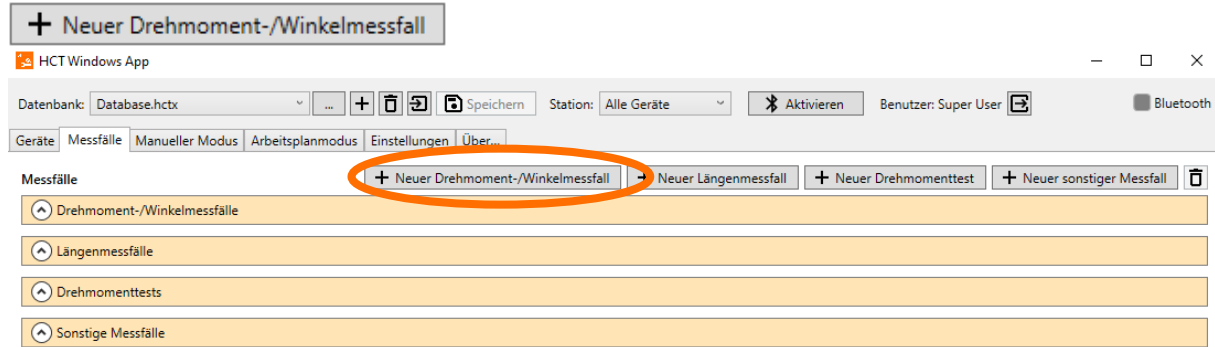 + Neuer Drehmoment-/Winkelmessfall
HCT Windows App
Datenbank: Database.hctx ... + Speichern Station: Alle Geräte Aktivieren Benutzer: Super User Bluetooth
Geräte Messfälle Manueller Modus Arbeitsplanmodus Einstellungen Über...
Messfälle + Neuer Drehmoment-/Winkelmessfall + Neuer Längenmessfall + Neuer Drehmomenttest + Neuer sonstiger Messfall
Drehmoment-/Winkelmessfälle
Längenmessfälle
Drehmomenttests
Sonstige Messfälle